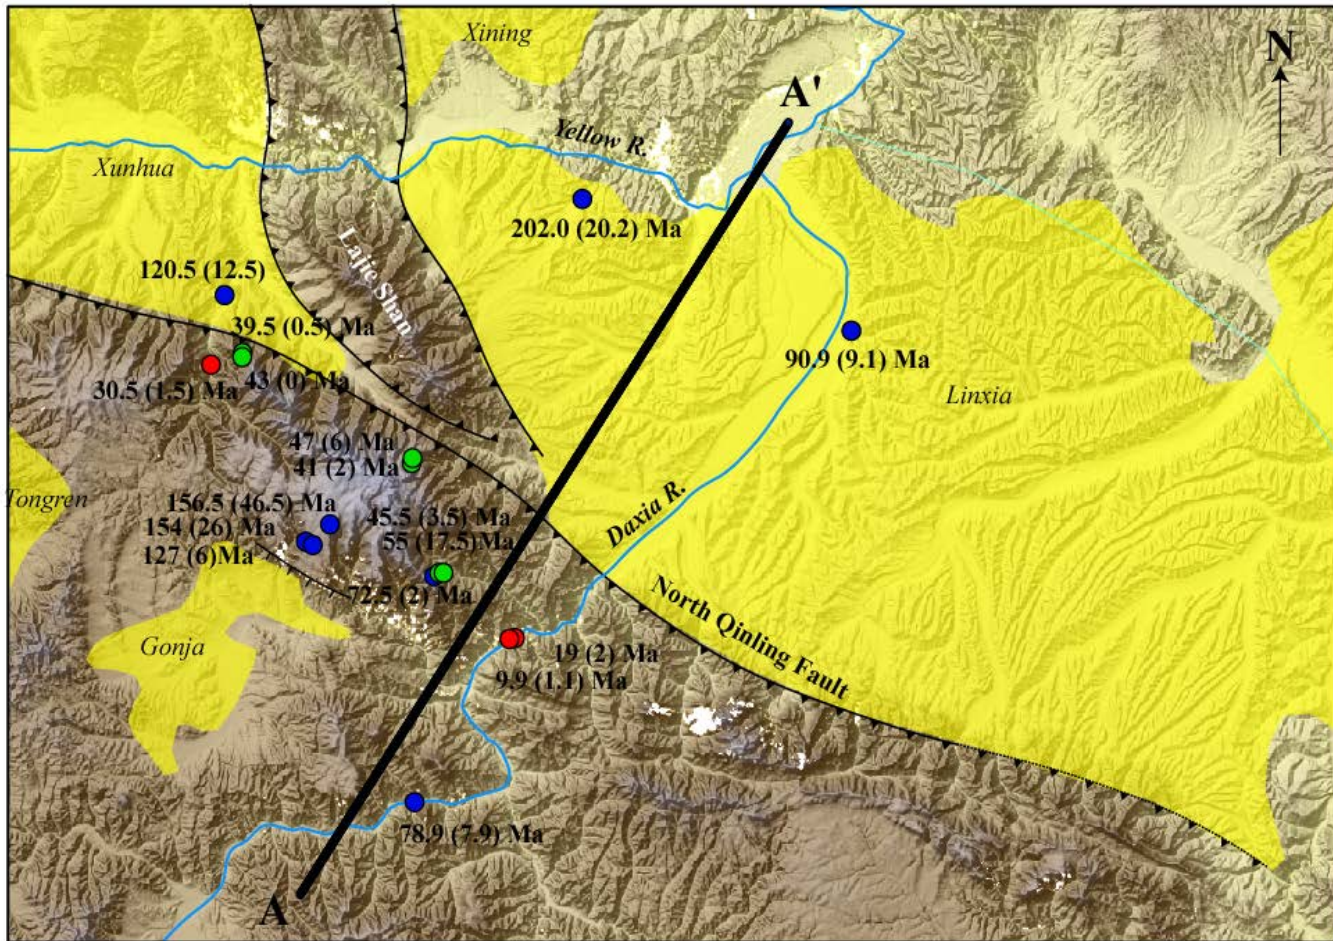 Xining
N
A'
Yellow R.
Xunhua
202.0 (20.2) Ma
Lajie Shan
120.5 (12.5)
39.5 (0.5) Ma
90.9 (9.1) Ma
43 (0) Ma
30.5 (1.5) Ma
Linxia
47 (6) Ma
41 (2) Ma
Tongren
156.5 (46.5) Ma
45.5 (3.5) Ma
Daxia R.
154 (26) Ma
55 (17.5)Ma
127 (6)Ma
72.5 (2) Ma
North Qinling Fault
Gonja
19 (2) Ma
9.9 (1.1) Ma
78.9 (7.9) Ma
A